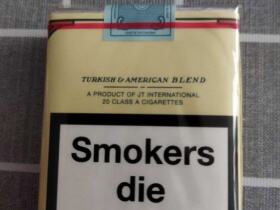 TURKISH & AMERICAN BLEND
A PRODUCT OF JT INTERNATIONAL
20 CLASS A CIGARETTES
Smokers
die